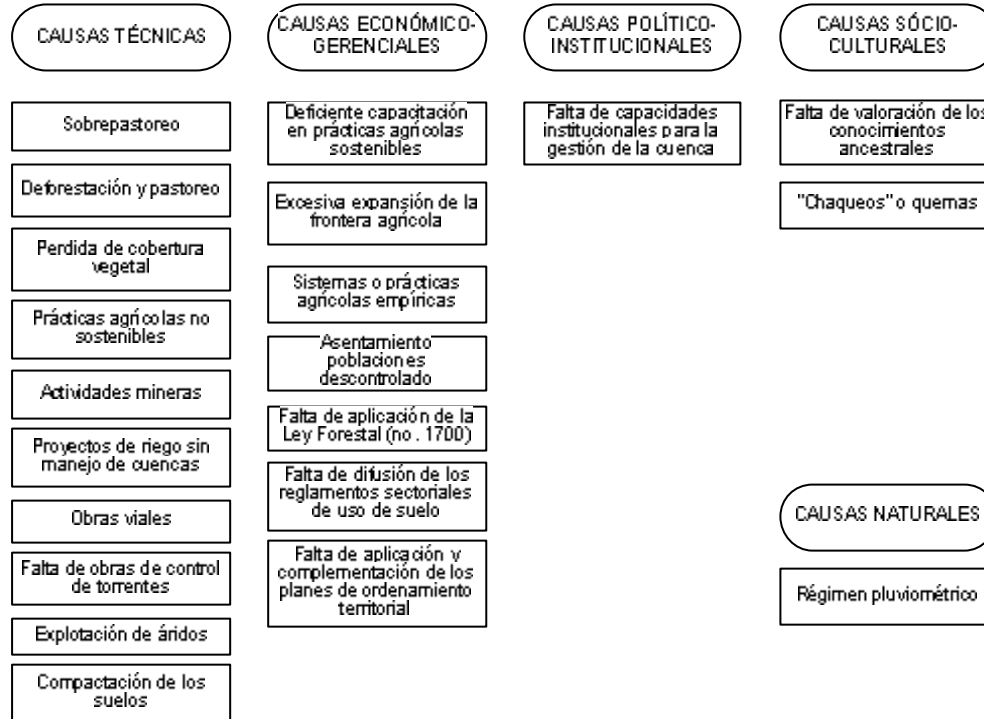 CAUSAS TÉCNICAS
Sobrepastoreo
Deforestación y pastoreo
Perdida de cobertura
vegetal
Prácticas agrícolas no
sostenibles
Actividades mineras
Proyectos de riego sin
manejo de cuencas
Obras viales
Falta de obras de control
de torrentes
Explotación de áridos
Compactación de los
suelos
CAUSAS ECONÓMICO-
GERENCIALES
Deficiente capacitación
en prácticas agrícolas
sostenibles
Excesiva expansión de la
frontera agrícola
Sistemas o prácticas
agrícolas empíricas
Asentamiento
poblaciones
descontrolado
Falta de aplicación de la
Ley Forestal (no . 1700)
Falta de difusión de los
reglamentos sectoriales
de uso de suelo
Falta de aplicación y
complementación de los
planes de ordenamiento
territorial
CAUSAS POLÍTICO-
INSTITUCIONALES
Falta de capacidades
institucionales para la
gestión de la cuenca
CAUSAS SÓCIO-
CULTURALES
Falta de valoración de los
conocimientos
ancestrales
"Chaqueos" o quemas
CAUSAS NATURALES
Régimen pluviométrico